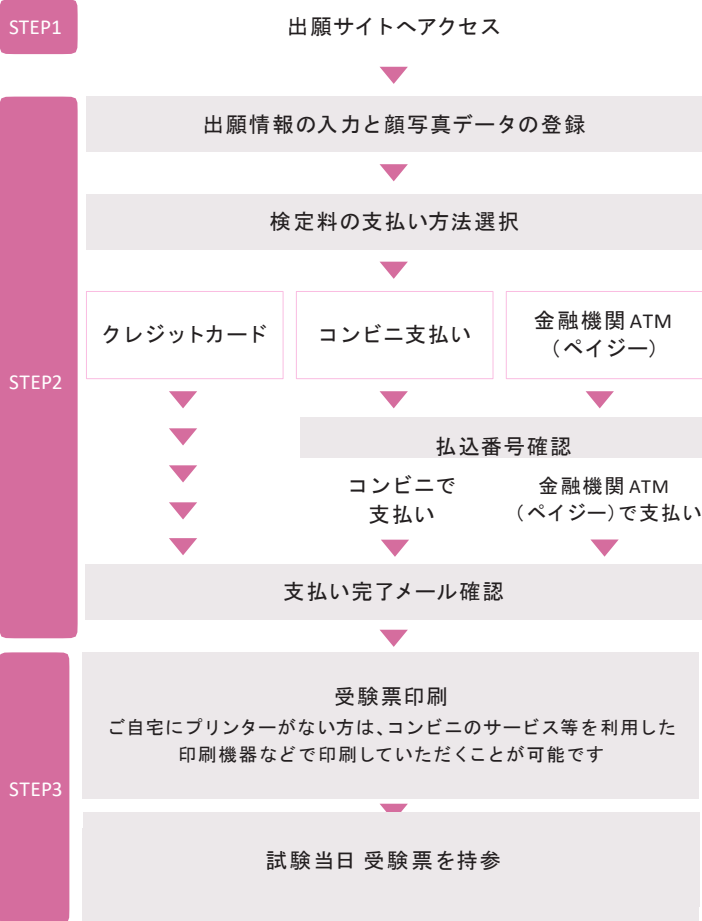 STEP1
出願サイトへアクセス
STEP2
出願情報の入力と顔写真データの登録
検定料の支払い方法選択
クレジットカード
コンビニ支払い
金融機関ATM
（ペイジー）
払込番号確認
コンビニで
支払い
金融機関ATM
（ペイジー）で支払い
支払い完了メール確認
STEP3
受験票印刷
ご自宅にプリンターがない方は、コンビニのサービス等を利用した
印刷機器などで印刷していただくことが可能です
試験当日 受験票を持参